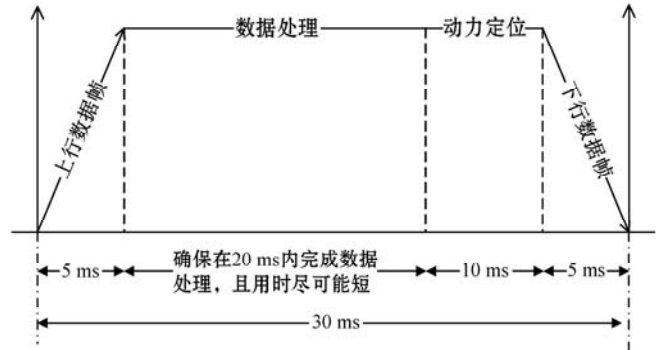 数据处理
动力定位
上行数据帧
下行数据帧
5 ms
确保在20 ms内完成数据
处理，且用时尽可能短
10 ms
5 ms
30 ms